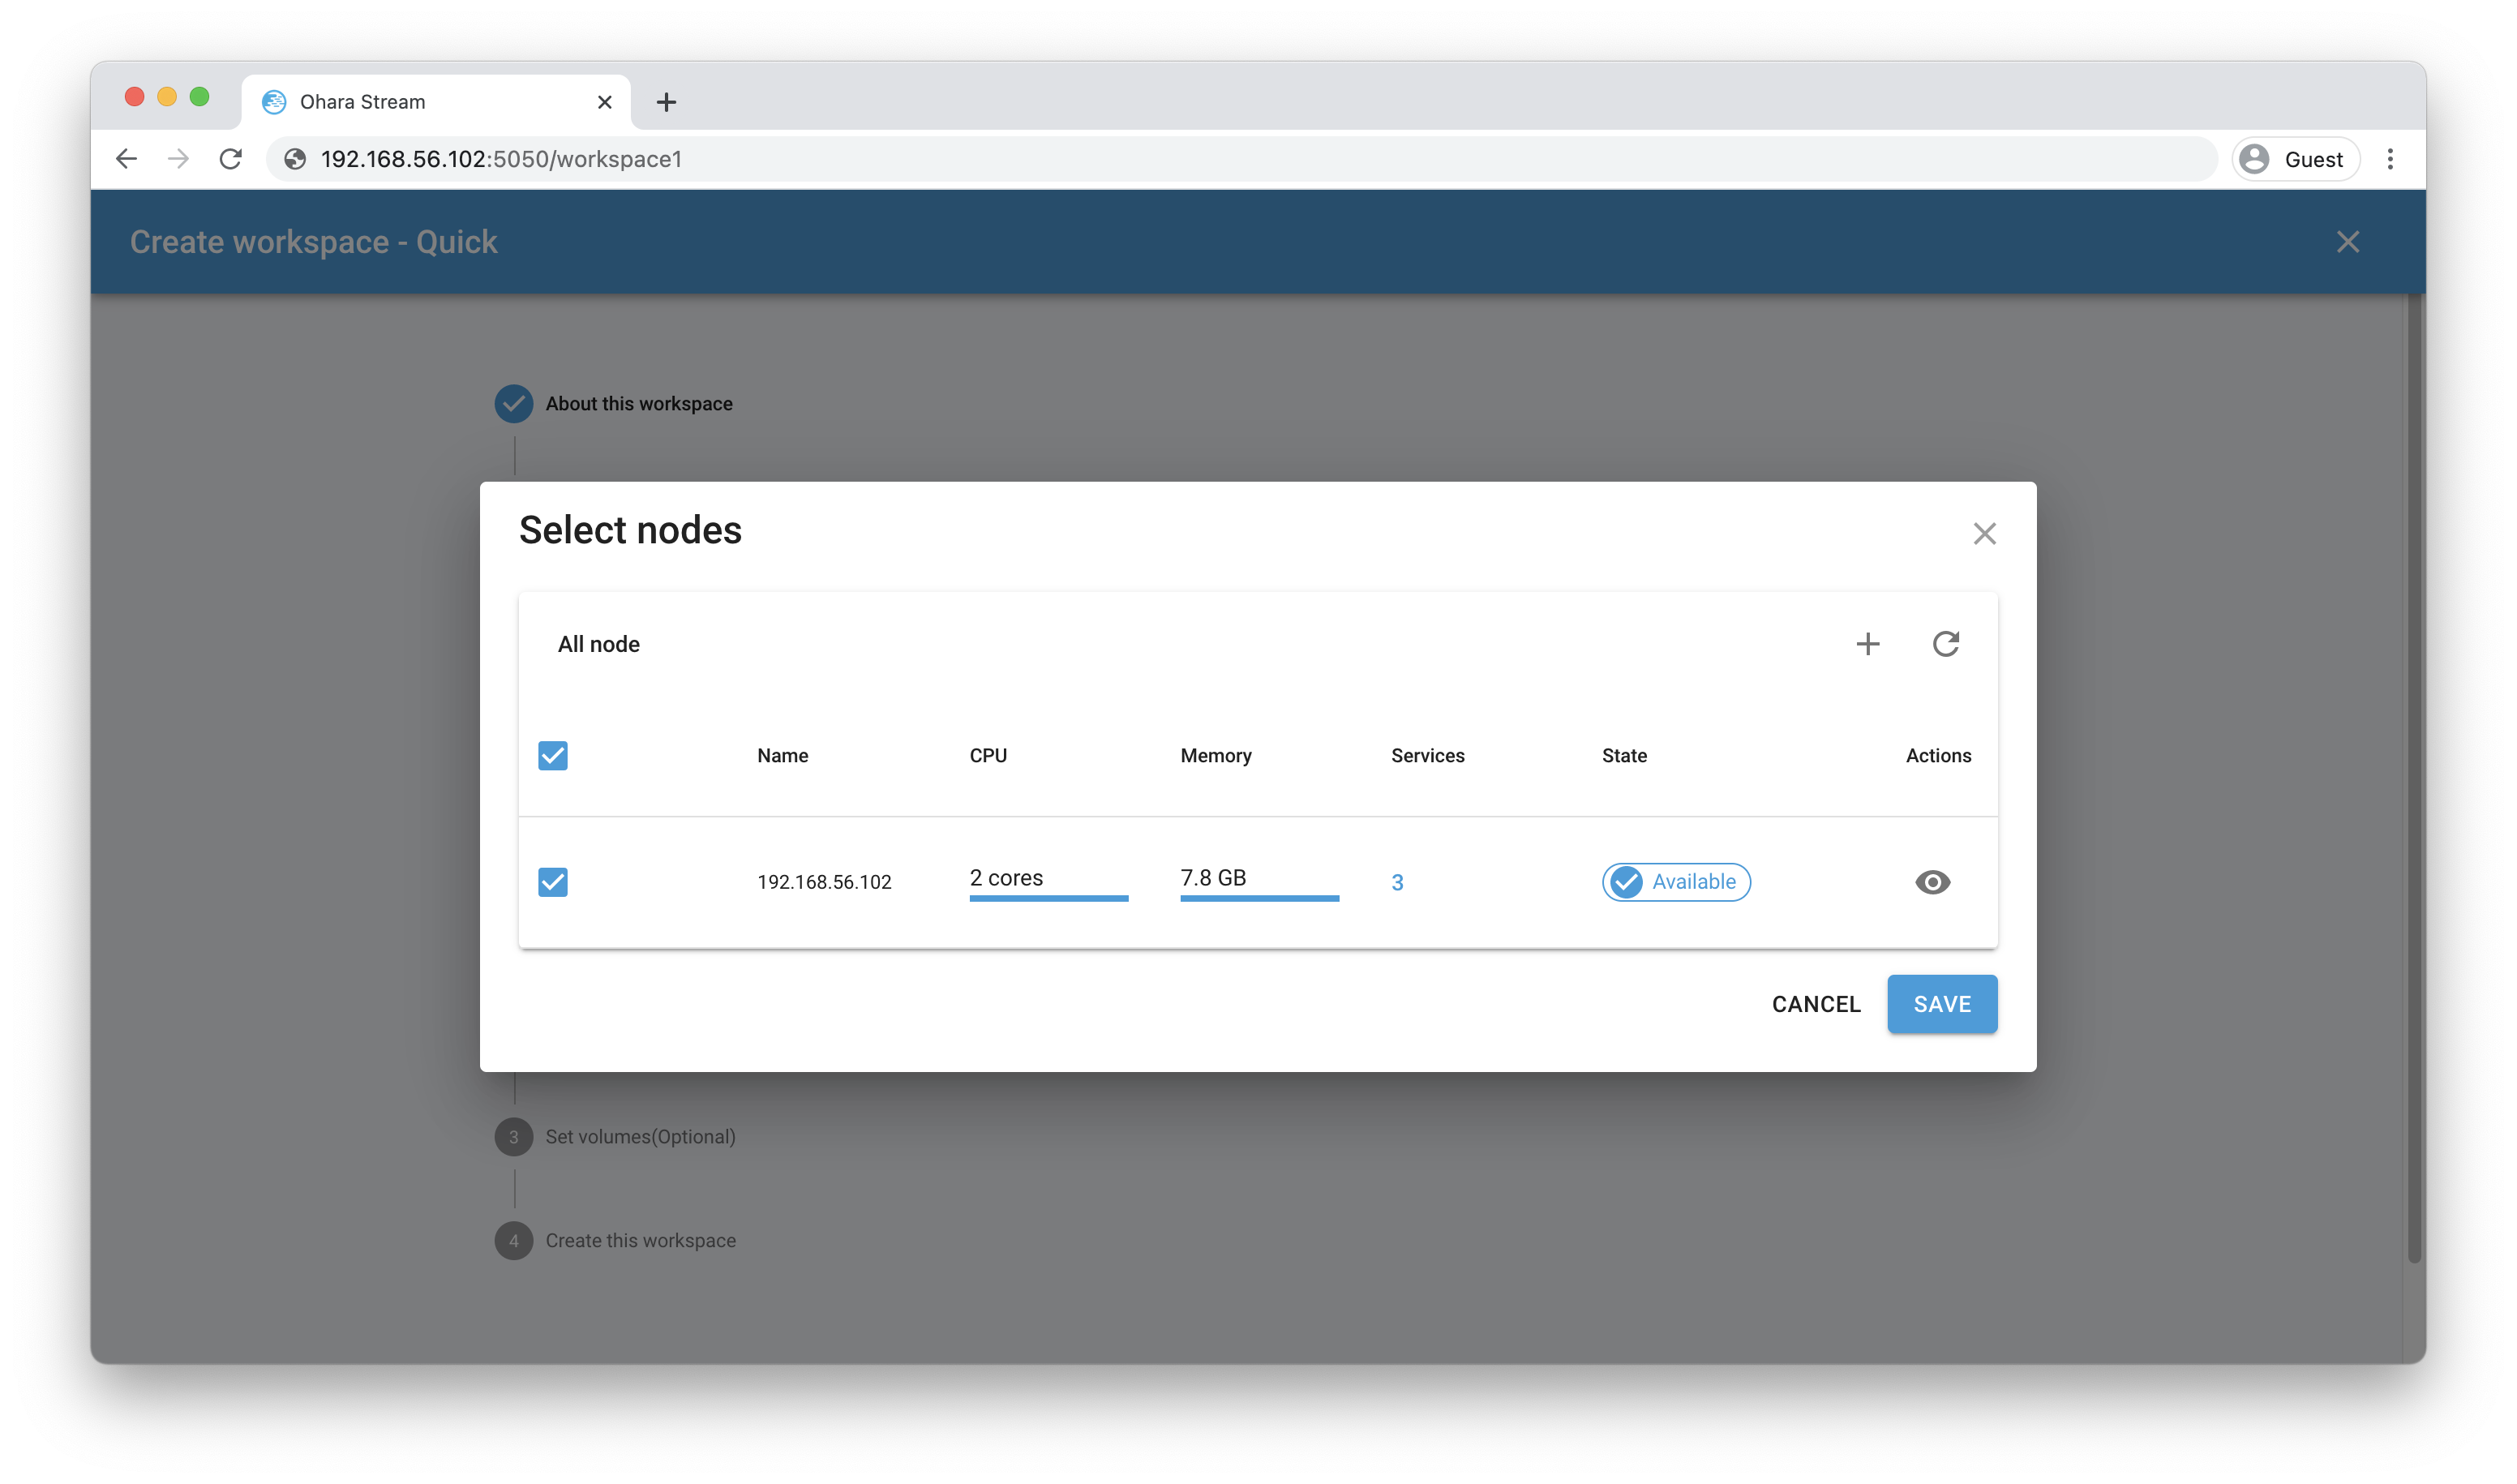 Ohara Stream
192.168.56.102:5050/workspace1
Guest
Create workspace - Quick
About this workspace
Select nodes
All node
Name CPU Memory Services State Actions
192.168.56.102 2 cores 7.8 GB 3 Available
CANCEL SAVE
3 Set volumes(Optional)
4 Create this workspace